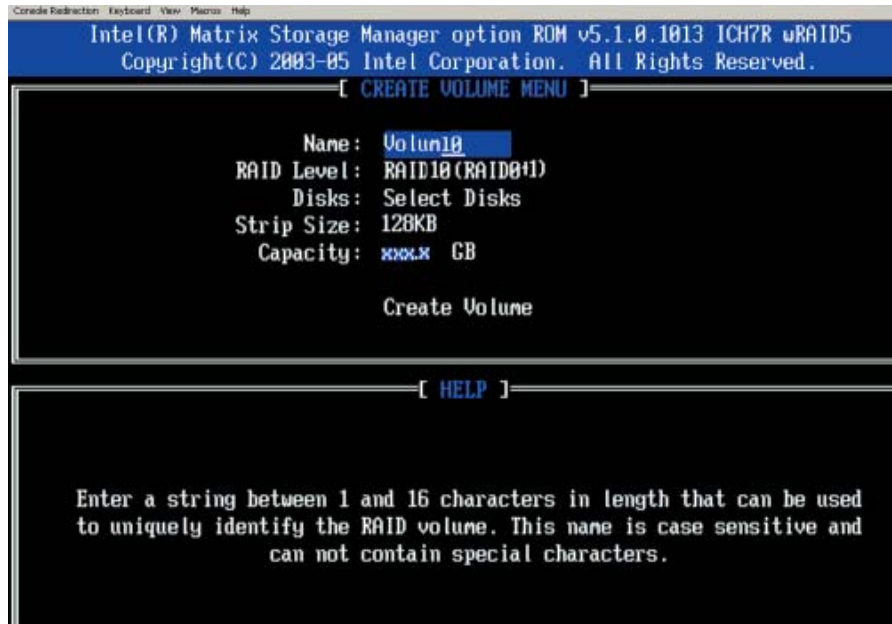 Console Redirection Keyboard View Macros Help
Intel(R) Matrix Storage Manager option ROM v5.1.0.1013 ICH7R wRAID5
Copyright(C) 2003-05 Intel Corporation. All Rights Reserved.
[ CREATE VOLUME MENU ]
Name: Volum10
RAID Level: RAID10(RAID0+1)
Disks: Select Disks
Strip Size: 128KB
Capacity: xxx.x GB
Create Volume
[ HELP ]
Enter a string between 1 and 16 characters in length that can be used
to uniquely identify the RAID volume. This name is case sensitive and
can not contain special characters.